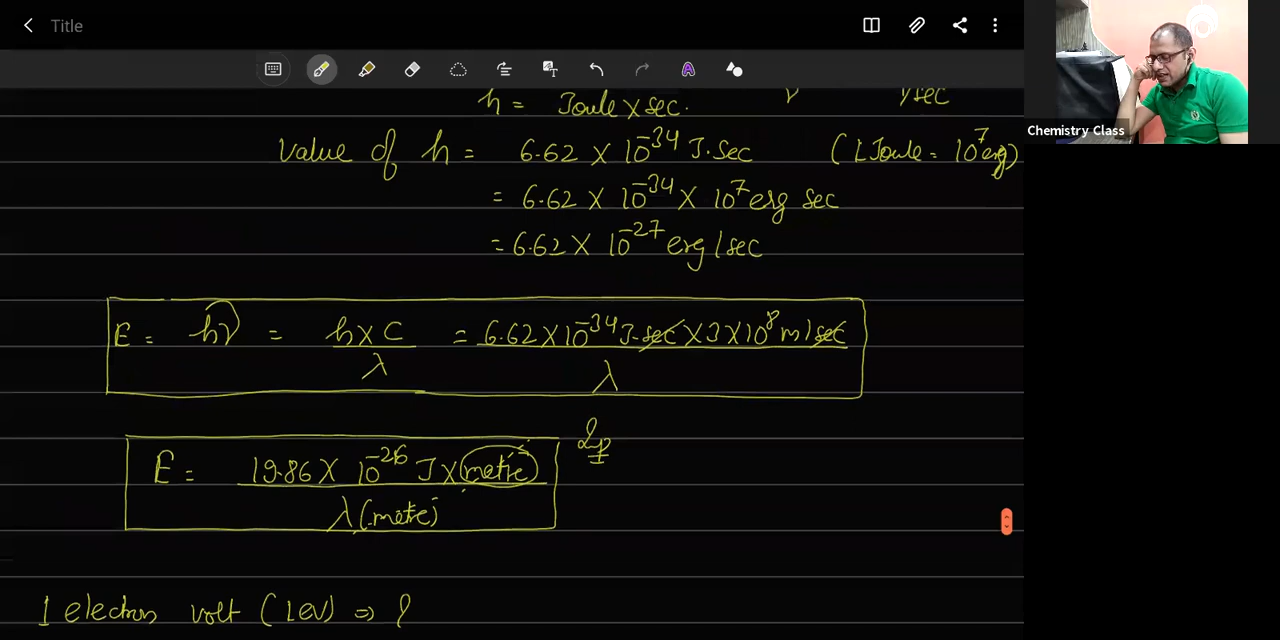 Title
h = Joule × sec. /sec
Chemistry Class
Value of h = 6.62 × 10⁻³⁴ J.Sec (1 Joule = 10⁷ erg)
= 6.62 × 10⁻³⁴ × 10⁷ erg sec
= 6.62 × 10⁻²⁷ erg/sec
E = hν = h × C / λ = 6.62 × 10⁻³⁴ J.sec × 3 × 10⁸ m/sec / λ
E = 19.86 × 10⁻²⁶ J × (metre) / λ (metre)
1 electron volt (1eV) ⇒